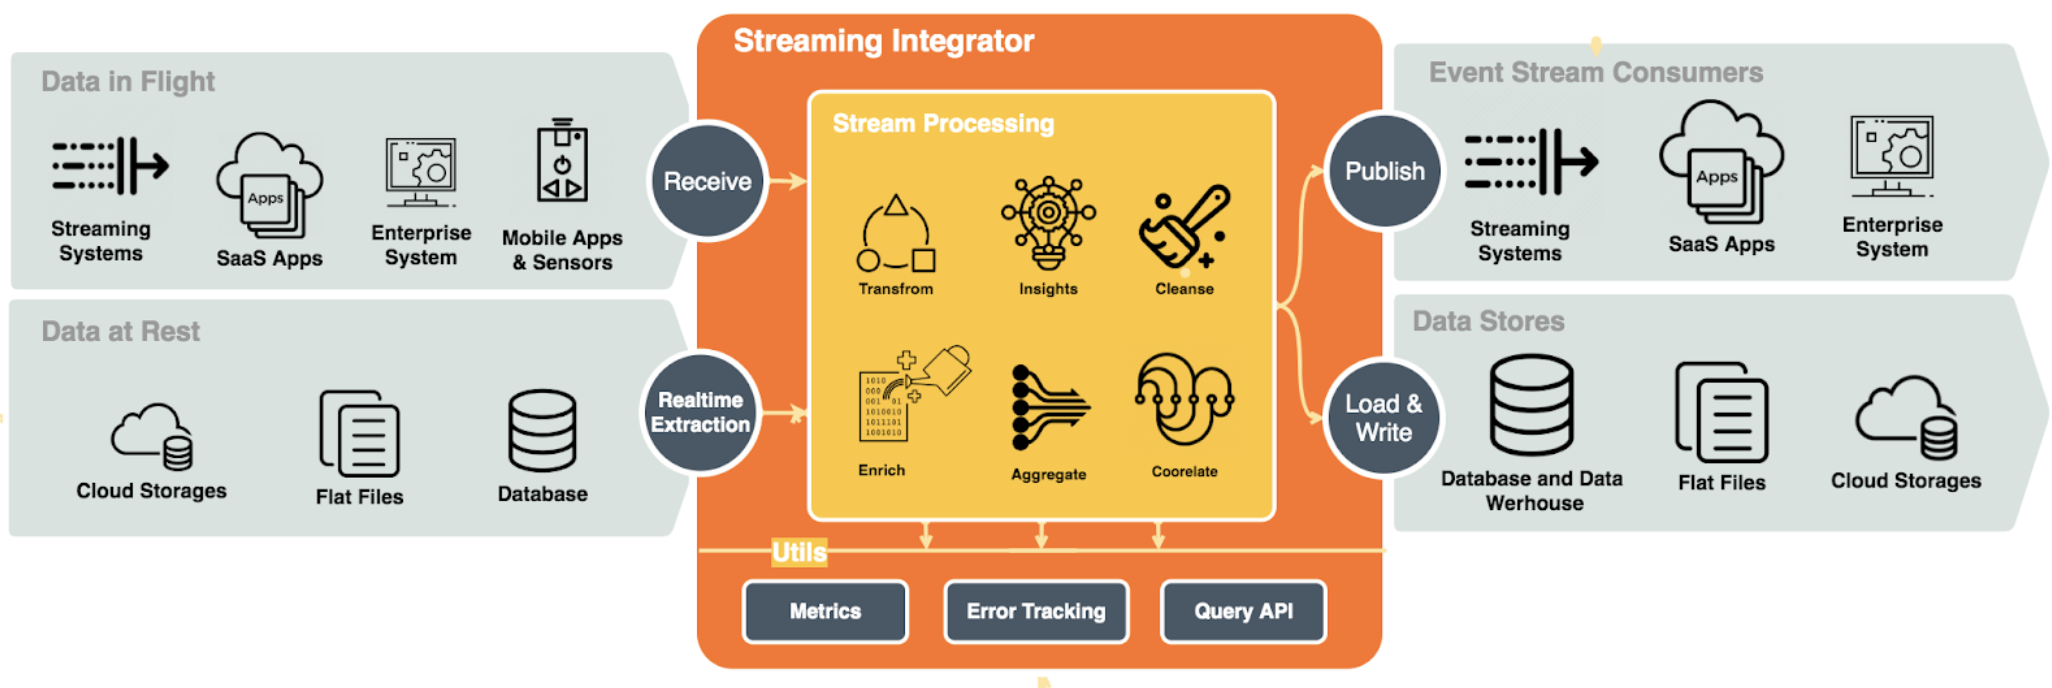 Streaming Integrator
Data in Flight
Streaming
Systems
Apps
SaaS Apps
Enterprise
System
Mobile Apps
& Sensors
Data at Rest
Cloud Storages
Flat Files
Database
Receive
Realtime
Extraction
Stream Processing
Transfrom
Insights
Cleanse
1010
000
001 01
1010010
1011101
1001010
Enrich
Aggregate
Coorelate
Utils
Metrics
Error Tracking
Query API
Publish
Load &
Write
Event Stream Consumers
Streaming
Systems
Apps
SaaS Apps
Enterprise
System
Data Stores
Database and Data
Werhouse
Flat Files
Cloud Storages